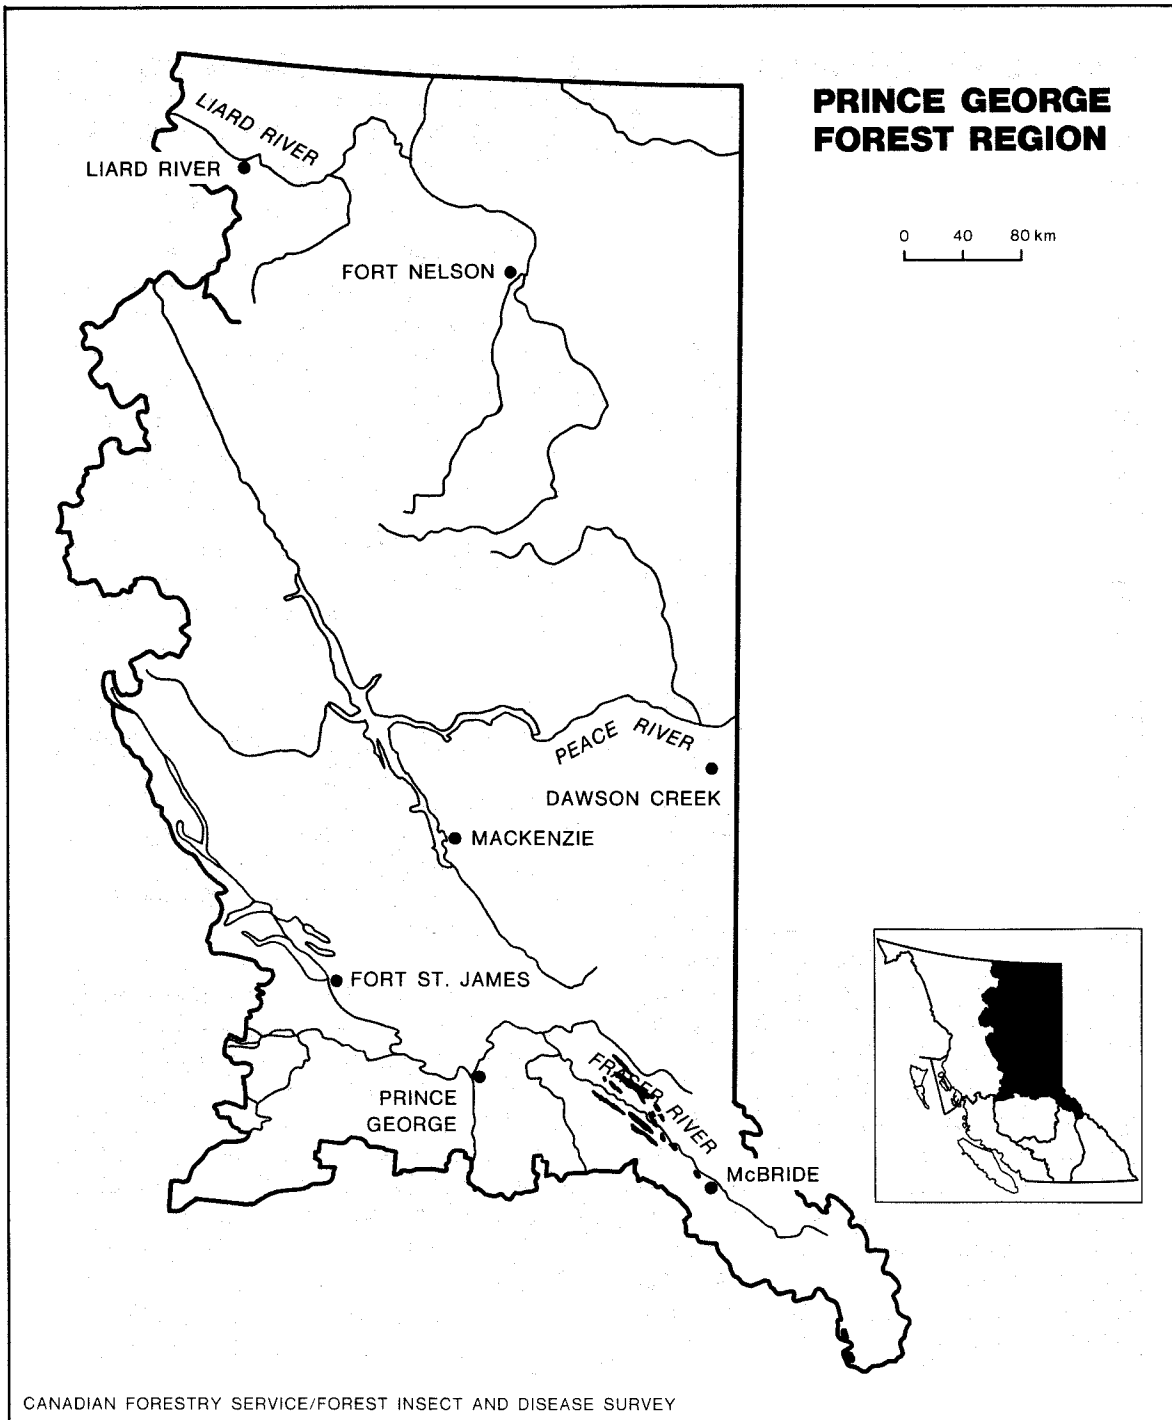 PRINCE GEORGE
FOREST REGION
0 40 80 km
LIARD RIVER
LIARD RIVER
FORT NELSON
PEACE RIVER
DAWSON CREEK
MACKENZIE
FORT ST. JAMES
PRINCE
GEORGE
FRASER RIVER
McBRIDE
CANADIAN FORESTRY SERVICE/FOREST INSECT AND DISEASE SURVEY